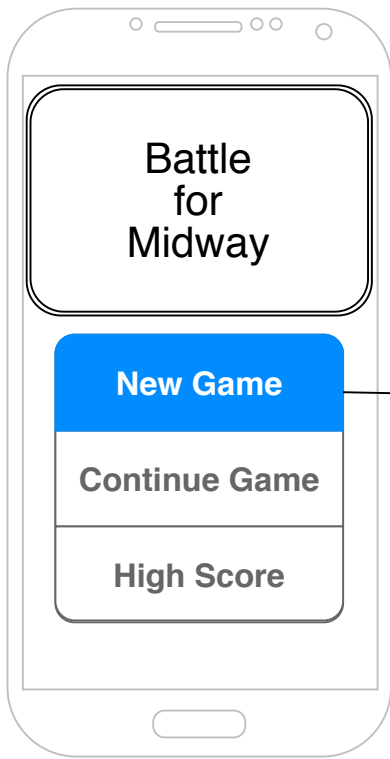 Battle
for
Midway
New Game
Continue Game
High Score